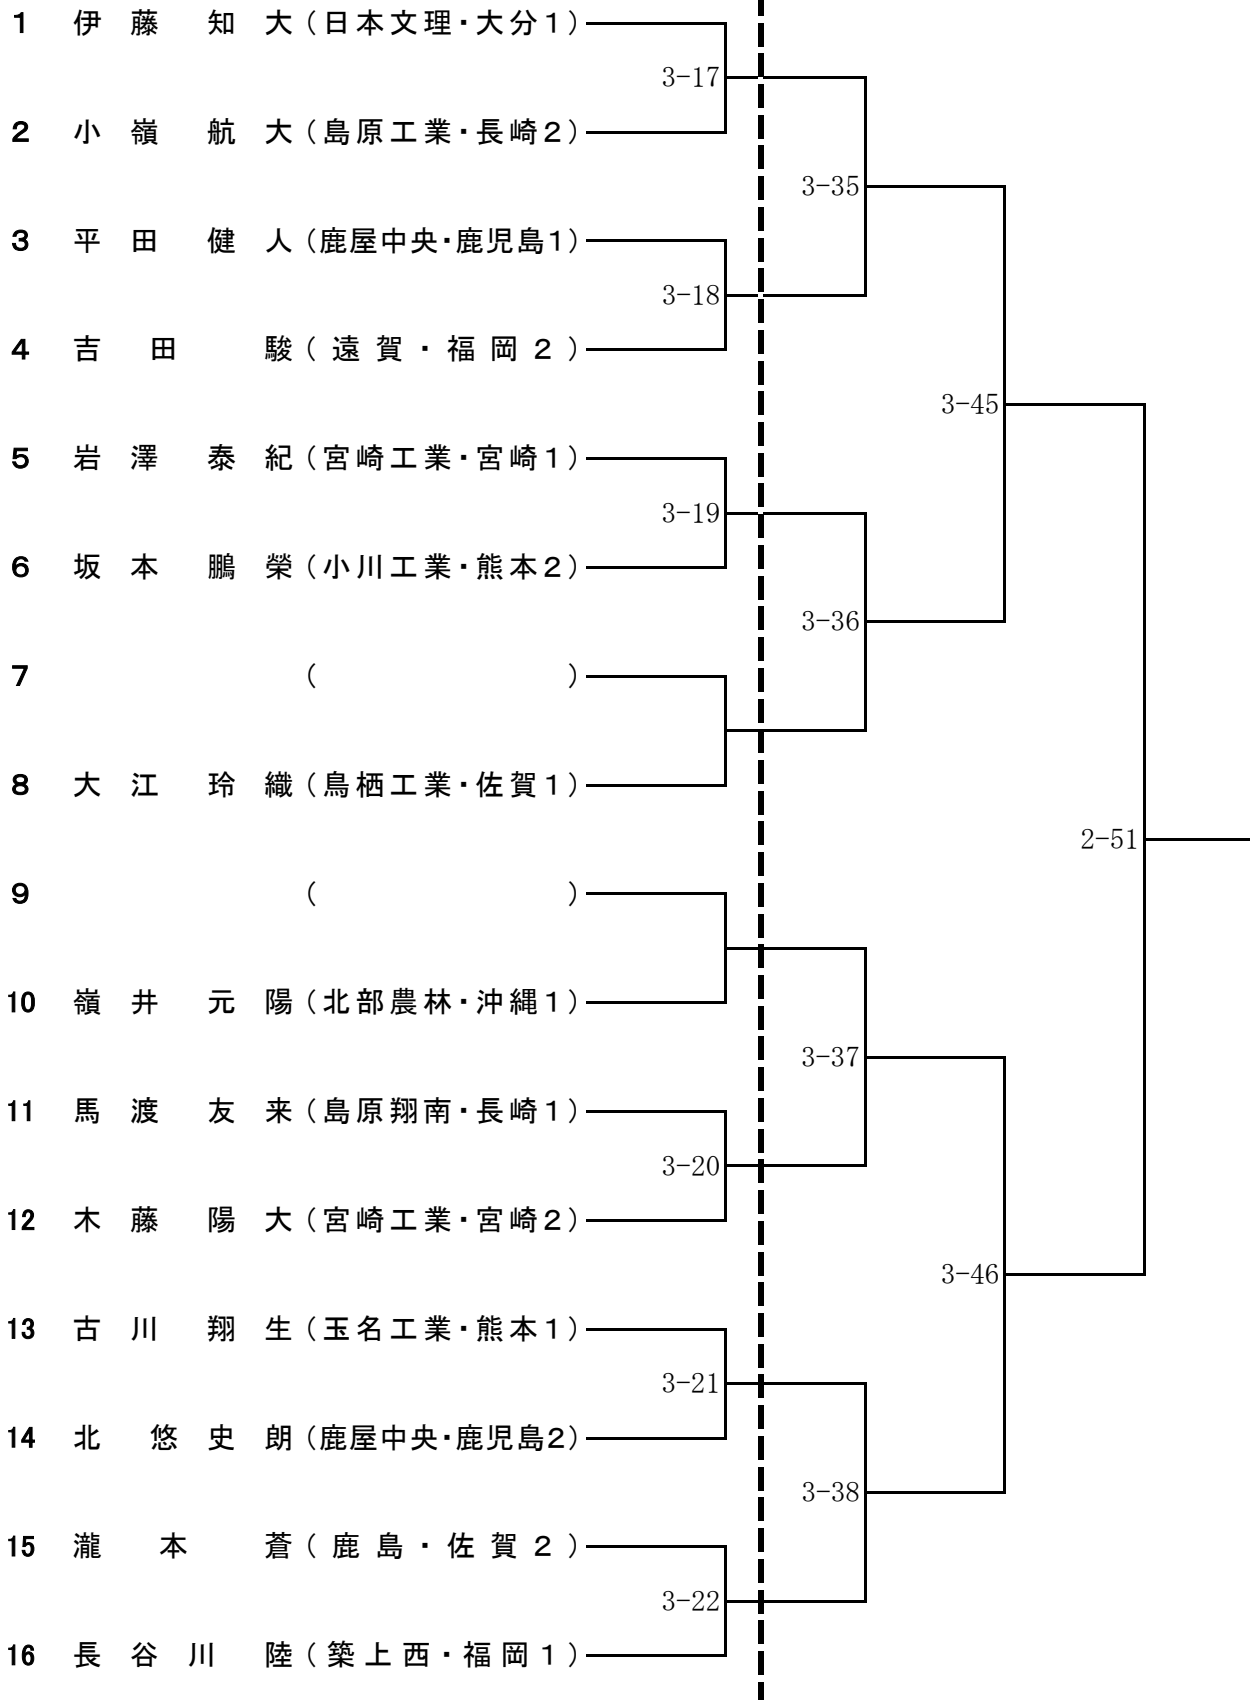 1 伊藤 知大(日本文理・大分1)
3-17
2 小嶺 航大(島原工業・長崎2)
3-35
3 平田 健人(鹿屋中央・鹿児島1)
3-18
4 吉田 駿(遠賀・福岡2)
3-45
5 岩澤 泰紀(宮崎工業・宮崎1)
3-19
6 坂本 鵬榮(小川工業・熊本2)
3-36
7 ( )
8 大江 玲織(鳥栖工業・佐賀1)
2-51
9 ( )
10 嶺井 元陽(北部農林・沖縄1)
3-37
11 馬渡 友来(島原翔南・長崎1)
3-20
12 木藤 陽大(宮崎工業・宮崎2)
3-46
13 古川 翔生(玉名工業・熊本1)
3-21
14 北 悠史朗(鹿屋中央・鹿児島2)
3-38
15 瀧本 蒼(鹿島・佐賀2)
3-22
16 長谷川 陸(築上西・福岡1)